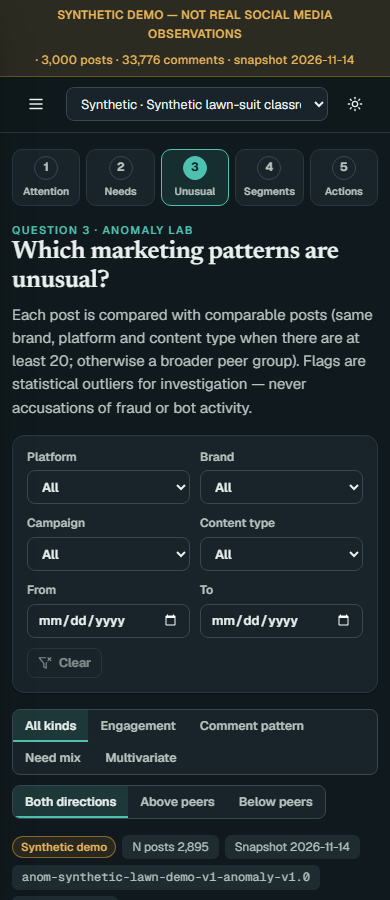 SYNTHETIC DEMO — NOT REAL SOCIAL MEDIA
OBSERVATIONS
· 3,000 posts · 33,776 comments · snapshot 2026-11-14
Synthetic · Synthetic lawn-suit classr
1 2 3 4 5
Attention Needs Unusual Segments Actions
QUESTION 3 · ANOMALY LAB
Which marketing patterns are
unusual?
Each post is compared with comparable posts (same
brand, platform and content type when there are at
least 20; otherwise a broader peer group). Flags are
statistical outliers for investigation — never
accusations of fraud or bot activity.
Platform Brand
All All
Campaign Content type
All All
From To
mm/dd/yyyy mm/dd/yyyy
Clear
All kinds Engagement Comment pattern
Need mix Multivariate
Both directions Above peers Below peers
Synthetic demo N posts 2,895 Snapshot 2026-11-14
anom-synthetic-lawn-demo-v1-anomaly-v1.0